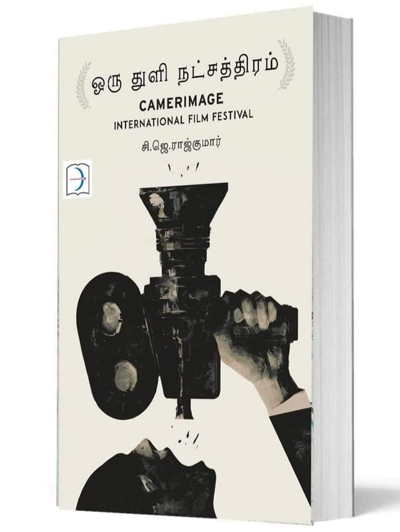 ஒரு துளி நட்சத்திரம்
CAMERIMAGE
INTERNATIONAL FILM FESTIVAL
சி.ஜெ.ராஜ்குமார்